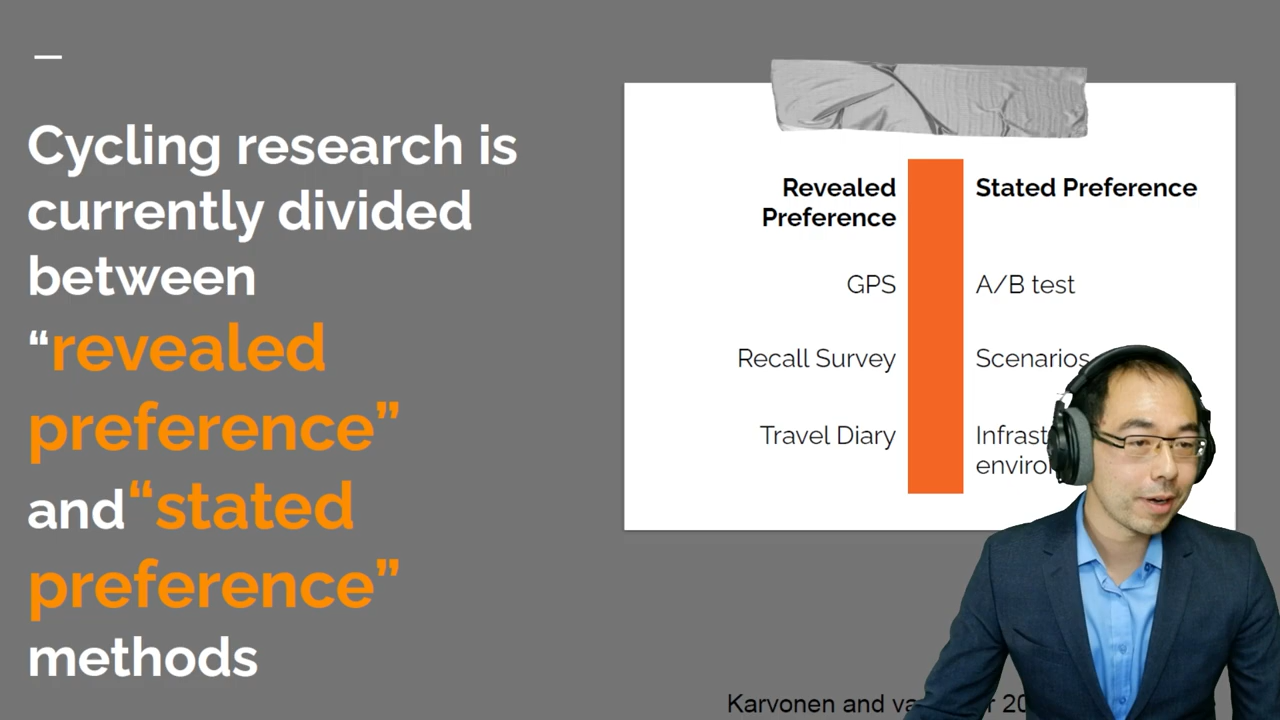 Cycling research is
currently divided
between
“revealed
preference”
and“stated
preference”
methods
Revealed
Preference
Stated Preference
GPS
A/B test
Recall Survey
Scenarios
Travel Diary
Karvonen and